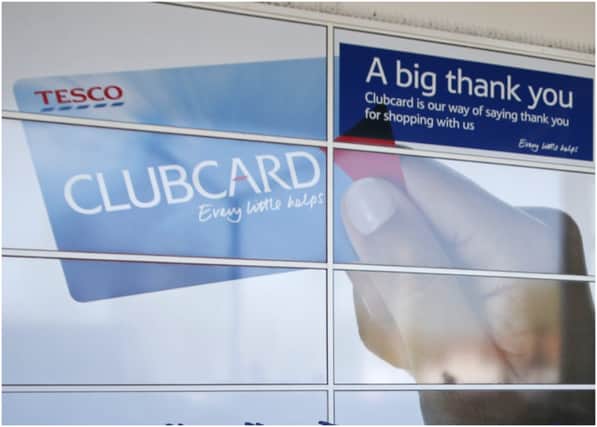 TESCO
CLUBCARD
Every little helps
A big thank you
Clubcard is our way of saying thank you
for shopping with us
Every little helps